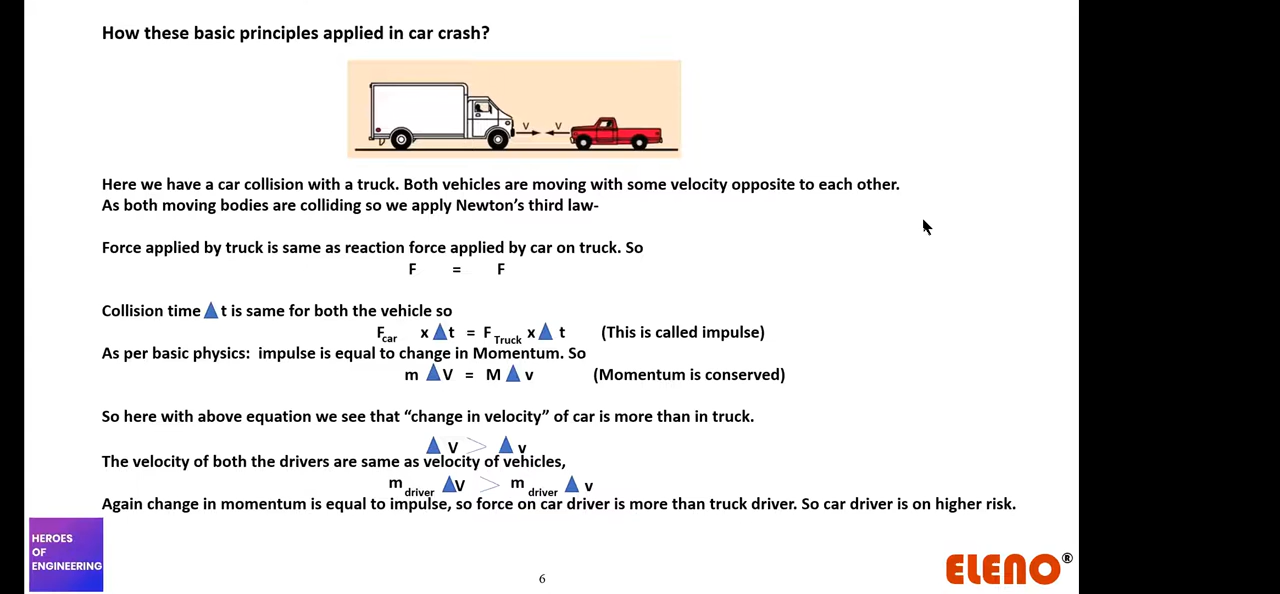 How these basic principles applied in car crash?
V V
Here we have a car collision with a truck. Both vehicles are moving with some velocity opposite to each other.
As both moving bodies are colliding so we apply Newton's third law-
Force applied by truck is same as reaction force applied by car on truck. So
F = F
Collision time ▲ t is same for both the vehicle so
Fcar x ▲ t = F Truck x ▲ t (This is called impulse)
As per basic physics: impulse is equal to change in Momentum. So
m ▲ V = M ▲ v (Momentum is conserved)
So here with above equation we see that “change in velocity” of car is more than in truck.
▲ V > ▲ v
The velocity of both the drivers are same as velocity of vehicles,
m driver ▲V > m driver ▲ v
Again change in momentum is equal to impulse, so force on car driver is more than truck driver. So car driver is on higher risk.
HEROES
OF
ENGINEERING
ELENO®
6